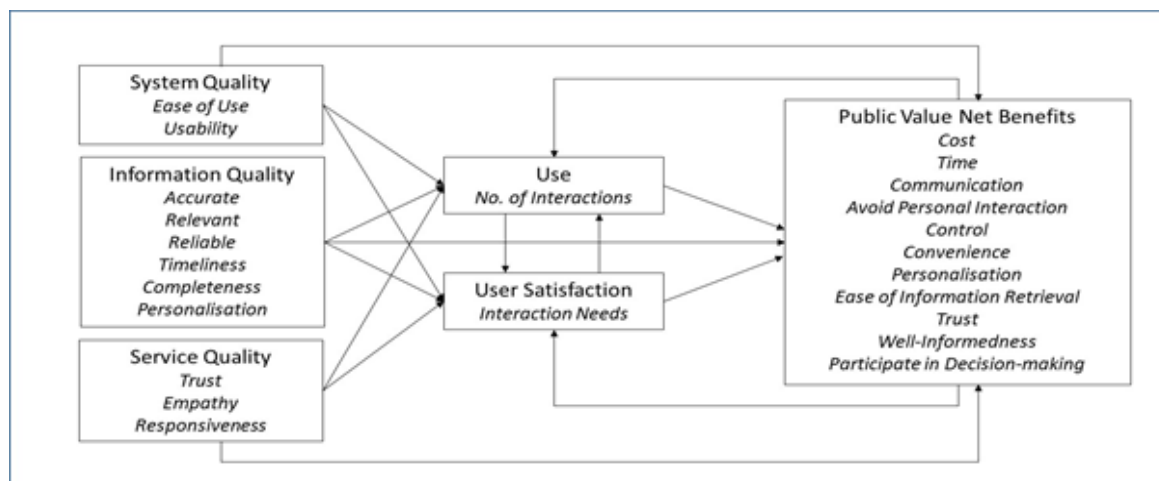 System Quality
Ease of Use
Usability
Information Quality
Accurate
Relevant
Reliable
Timeliness
Completeness
Personalisation
Service Quality
Trust
Empathy
Responsiveness
Use
No. of Interactions
User Satisfaction
Interaction Needs
Public Value Net Benefits
Cost
Time
Communication
Avoid Personal Interaction
Control
Convenience
Personalisation
Ease of Information Retrieval
Trust
Well-Informedness
Participate in Decision-making